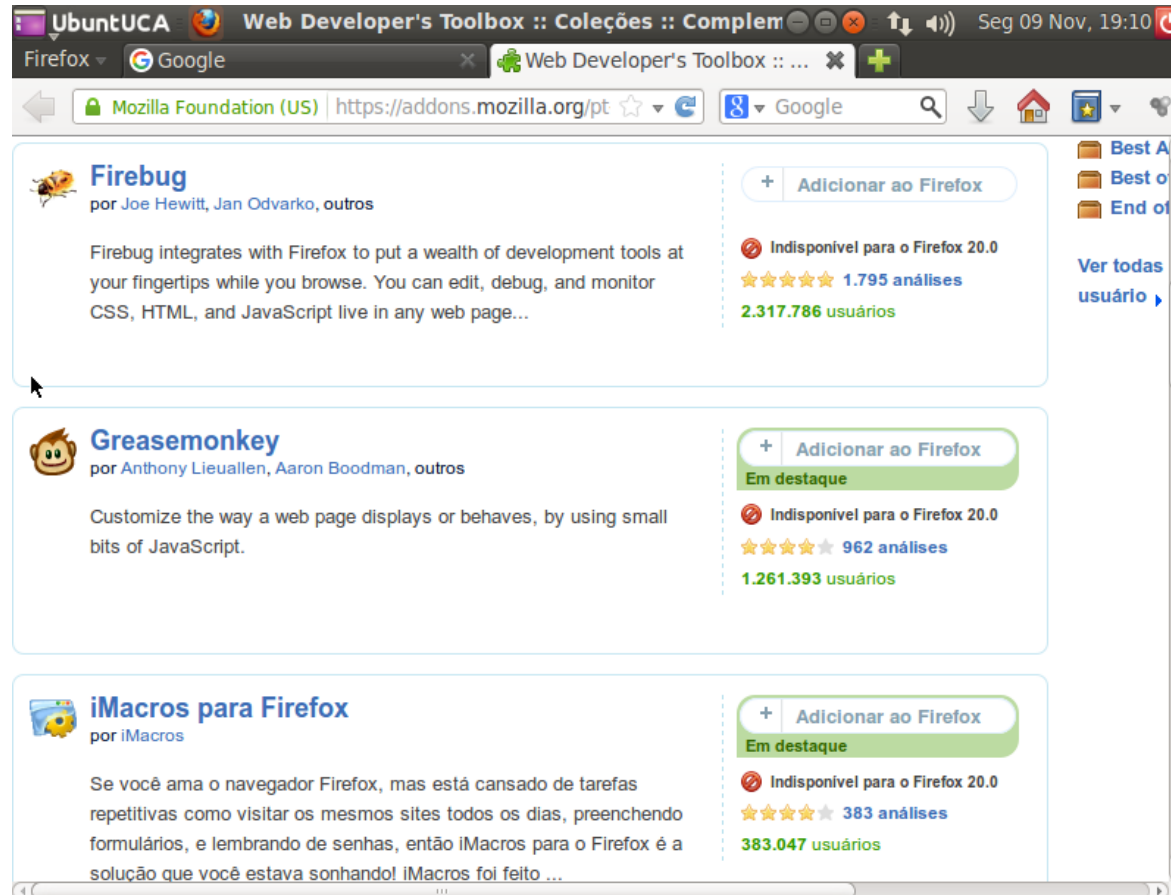 UbuntUCA Web Developer's Toolbox :: Coleções :: Complem Seg 09 Nov, 19:10
Firefox Google Web Developer's Toolbox :: ...
Mozilla Foundation (US) https://addons.mozilla.org/pt Google
Firebug
por Joe Hewitt, Jan Odvarko, outros
Firebug integrates with Firefox to put a wealth of development tools at
your fingertips while you browse. You can edit, debug, and monitor
CSS, HTML, and JavaScript live in any web page...
+ Adicionar ao Firefox
Indisponível para o Firefox 20.0
1.795 análises
2.317.786 usuários
Best A
Best o
End of
Ver todas
usuário
Greasemonkey
por Anthony Lieuallen, Aaron Boodman, outros
Customize the way a web page displays or behaves, by using small
bits of JavaScript.
+ Adicionar ao Firefox
Em destaque
Indisponível para o Firefox 20.0
962 análises
1.261.393 usuários
iMacros para Firefox
por iMacros
Se você ama o navegador Firefox, mas está cansado de tarefas
repetitivas como visitar os mesmos sites todos os dias, preenchendo
formulários, e lembrando de senhas, então iMacros para o Firefox é a
solução que você estava sonhando! iMacros foi feito ...
+ Adicionar ao Firefox
Em destaque
Indisponível para o Firefox 20.0
383 análises
383.047 usuários